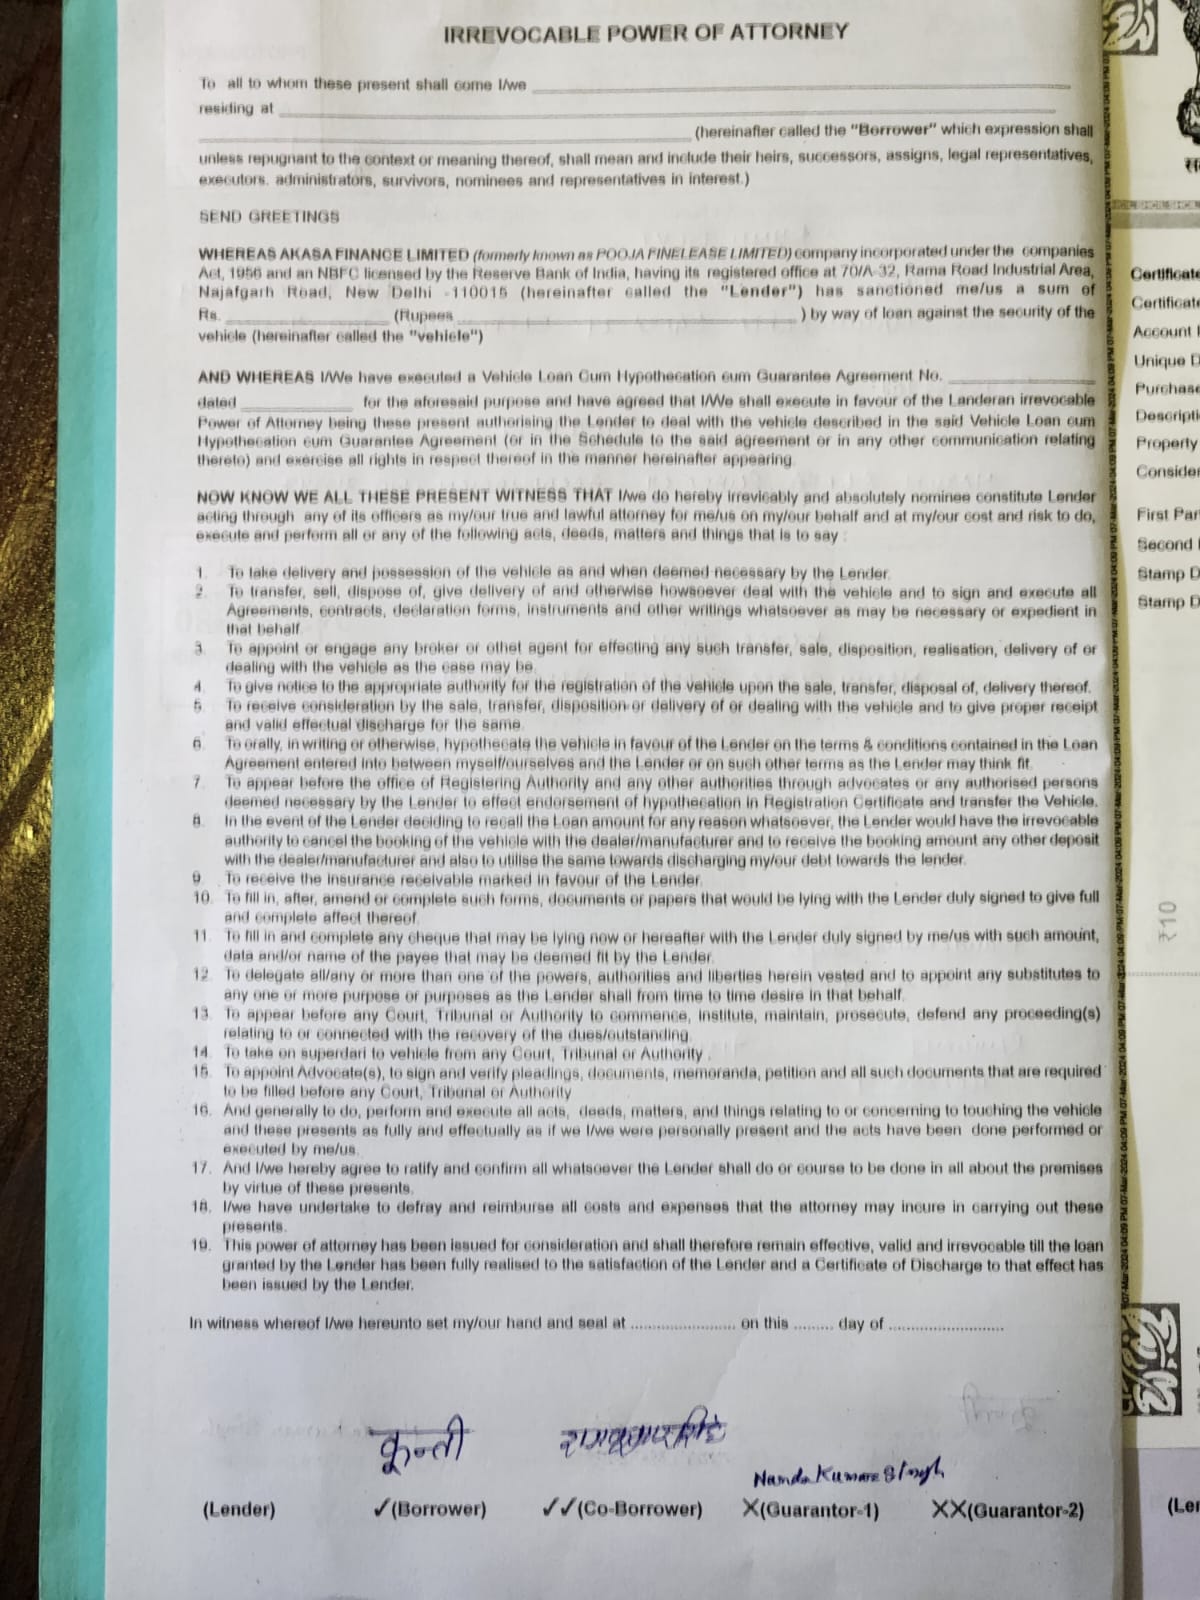 IRREVOCABLE POWER OF ATTORNEY
To all to whom these present shall come I/we
residing at
(hereinafter called the "Borrower" which expression shall
unless repugnant to the context or meaning thereof, shall mean and include their heirs, successors, assigns, legal representatives,
executors. administrators, survivors, nominees and representatives in interest.)
SEND GREETINGS
WHEREAS AKASA FINANCE LIMITED (formerly known as POOJA FINELEASE LIMITED) company incorporated under the companies
Act, 1956 and an NBFC licensed by the Reserve Bank of India, having its registered office at 70/A-32, Rama Road Industrial Area,
Najafgarh Road, New Delhi -110015 (hereinafter called the "Lender") has sanctioned me/us a sum of
Rs. (Rupees ) by way of loan against the security of the
vehicle (hereinafter called the "vehicle")
AND WHEREAS I/We have executed a Vehicle Loan Cum Hypothecation cum Guarantee Agreement No.
dated for the aforesaid purpose and have agreed that I/We shall execute in favour of the Landeran irrevocable
Power of Attorney being these present authorising the Lender to deal with the vehicle described in the said Vehicle Loan cum
Hypothecation cum Guarantee Agreement (or in the Schedule to the said agreement or in any other communication relating
thereto) and exercise all rights in respect thereof in the manner hereinafter appearing.
NOW KNOW WE ALL THESE PRESENT WITNESS THAT I/we do hereby irrevicably and absolutely nominee constitute Lender
acting through any of its officers as my/our true and lawful attorney for me/us on my/our behalf and at my/our cost and risk to do,
execute and perform all or any of the following acts, deeds, matters and things that is to say :
1. To take delivery and possession of the vehicle as and when deemed necessary by the Lender.
2. To transfer, sell, dispose of, give delivery of and otherwise howsoever deal with the vehicle and to sign and execute all
Agreements, contracts, declaration forms, instruments and other writings whatsoever as may be necessary or expedient in
that behalf.
3. To appoint or engage any broker or othet agent for effecting any such transfer, sale, disposition, realisation, delivery of or
dealing with the vehicle as the case may be.
4. To give notice to the appropriate authority for the registration of the vehicle upon the sale, transfer, disposal of, delivery thereof.
5. To receive consideration by the sale, transfer, disposition or delivery of or dealing with the vehicle and to give proper receipt
and valid effectual discharge for the same.
6. To orally, in writing or otherwise, hypothecate the vehicle in favour of the Lender on the terms & conditions contained in the Loan
Agreement entered into between myself/ourselves and the Lender or on such other terms as the Lender may think fit.
7. To appear before the office of Registering Authority and any other authorities through advocates or any authorised persons
deemed necessary by the Lender to effect endorsement of hypothecation in Registration Certificate and transfer the Vehicle.
8. In the event of the Lender deciding to recall the Loan amount for any reason whatsoever, the Lender would have the irrevocable
authority to cancel the booking of the vehicle with the dealer/manufacturer and to receive the booking amount any other deposit
with the dealer/manufacturer and also to utilise the same towards discharging my/our debt towards the lender.
9. To receive the insurance receivable marked in favour of the Lender.
10. To fill in, after, amend or complete such forms, documents or papers that would be lying with the Lender duly signed to give full
and complete affect thereof.
11. To fill in and complete any cheque that may be lying now or hereafter with the Lender duly signed by me/us with such amount,
data and/or name of the payee that may be deemed fit by the Lender.
12. To delegate all/any or more than one of the powers, authorities and liberties herein vested and to appoint any substitutes to
any one or more purpose or purposes as the Lender shall from time to time desire in that behalf.
13. To appear before any Court, Tribunal or Authority to commence, institute, maintain, prosecute, defend any proceeding(s)
relating to or connected with the recovery of the dues/outstanding.
14. To take on superdari to vehicle from any Court, Tribunal or Authority .
15. To appoint Advocate(s), to sign and verify pleadings, documents, memoranda, petition and all such documents that are required
to be filled before any Court, Tribunal or Authority
16. And generally to do, perform and execute all acts, deeds, matters, and things relating to or concerning to touching the vehicle
and these presents as fully and effectually as if we I/we were personally present and the acts have been done performed or
executed by me/us.
17. And I/we hereby agree to ratify and confirm all whatsoever the Lender shall do or course to be done in all about the premises
by virtue of these presents.
18. I/we have undertake to defray and reimburse all costs and expenses that the attorney may incure in carrying out these
presents.
19. This power of attorney has been issued for consideration and shall therefore remain effective, valid and irrevocable till the loan
granted by the Lender has been fully realised to the satisfaction of the Lender and a Certificate of Discharge to that effect has
been issued by the Lender.
In witness whereof I/we hereunto set my/our hand and seal at ..................... on this ......... day of ........................
कुन्ती
Nanda Kumar Singh
(Lender) ✓(Borrower) ✓✓(Co-Borrower) X(Guarantor-1) XX(Guarantor-2)
Certificate
Certificate
Account
Unique D
Purchase
Descripti
Property
Consider
First Par
Second
Stamp D
Stamp D
₹10
07-Mar-2024 04:09 PM
(Ler